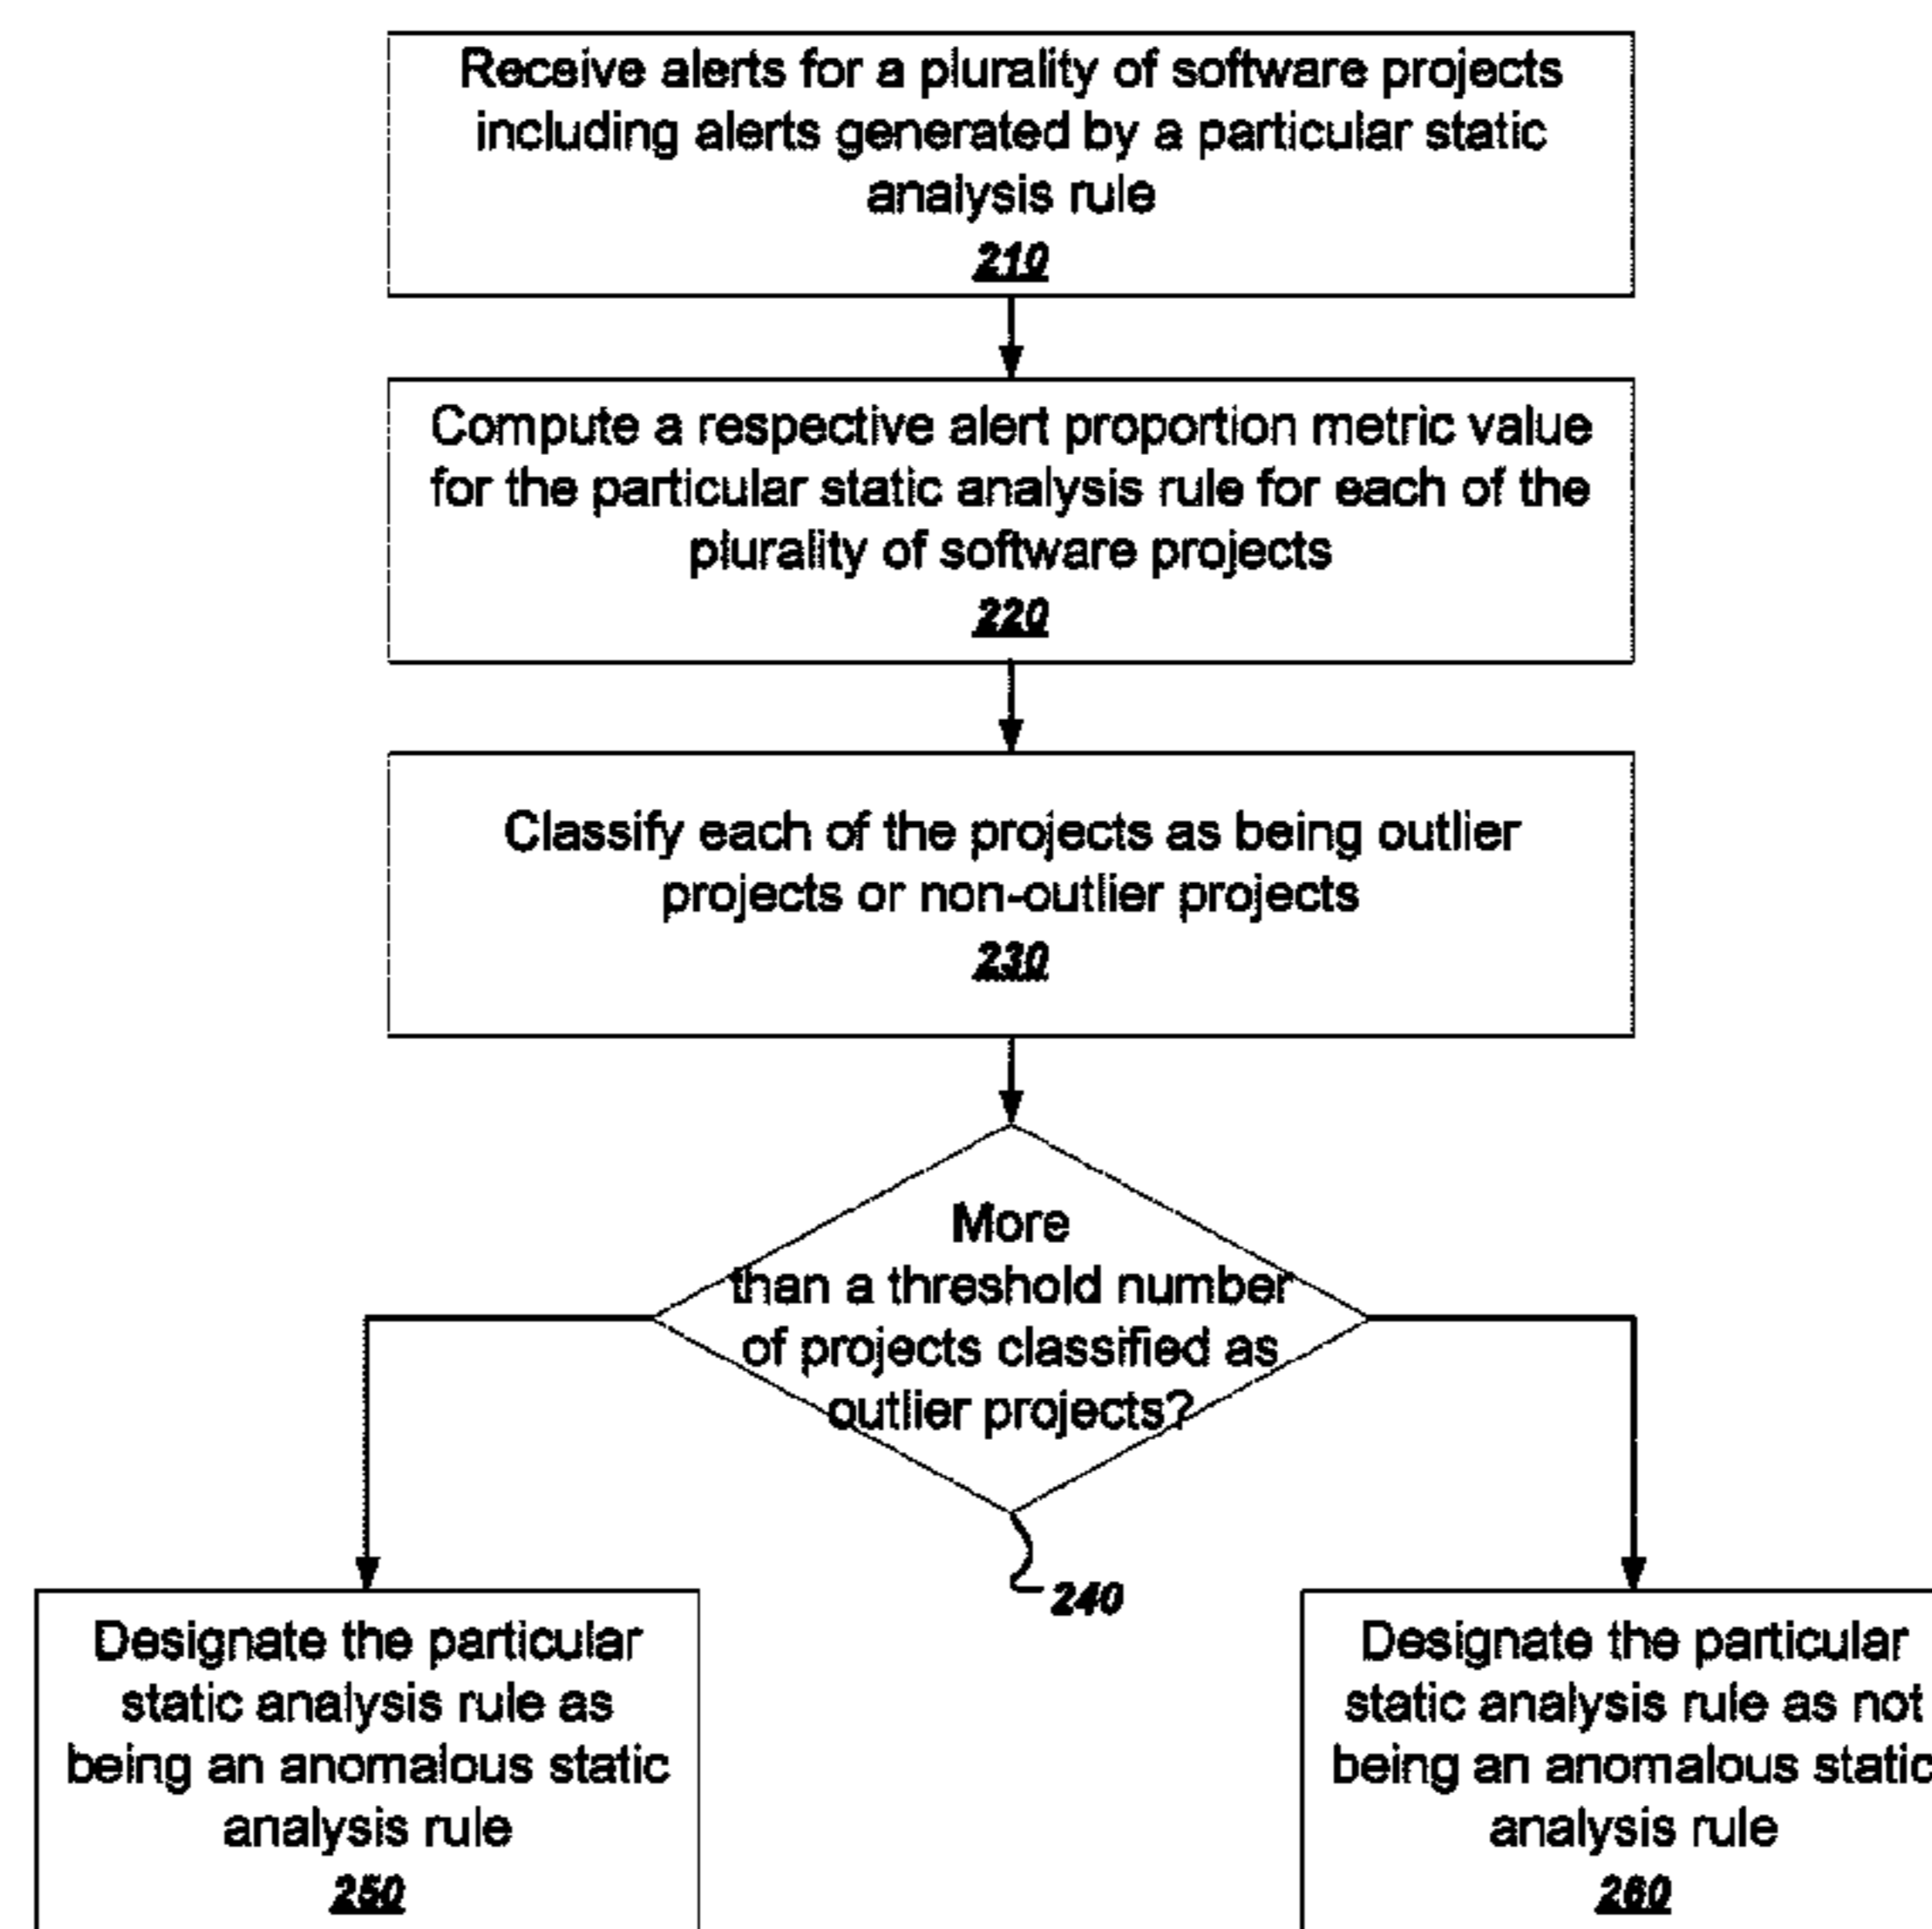 Receive alerts for a plurality of software projects
including alerts generated by a particular static
analysis rule
210
Compute a respective alert proportion metric value
for the particular static analysis rule for each of the
plurality of software projects
220
Classify each of the projects as being outlier
projects or non-outlier projects
230
More
than a threshold number
of projects classified as
outlier projects?
240
Designate the particular
static analysis rule as
being an anomalous static
analysis rule
250
Designate the particular
static analysis rule as not
being an anomalous static
analysis rule
260